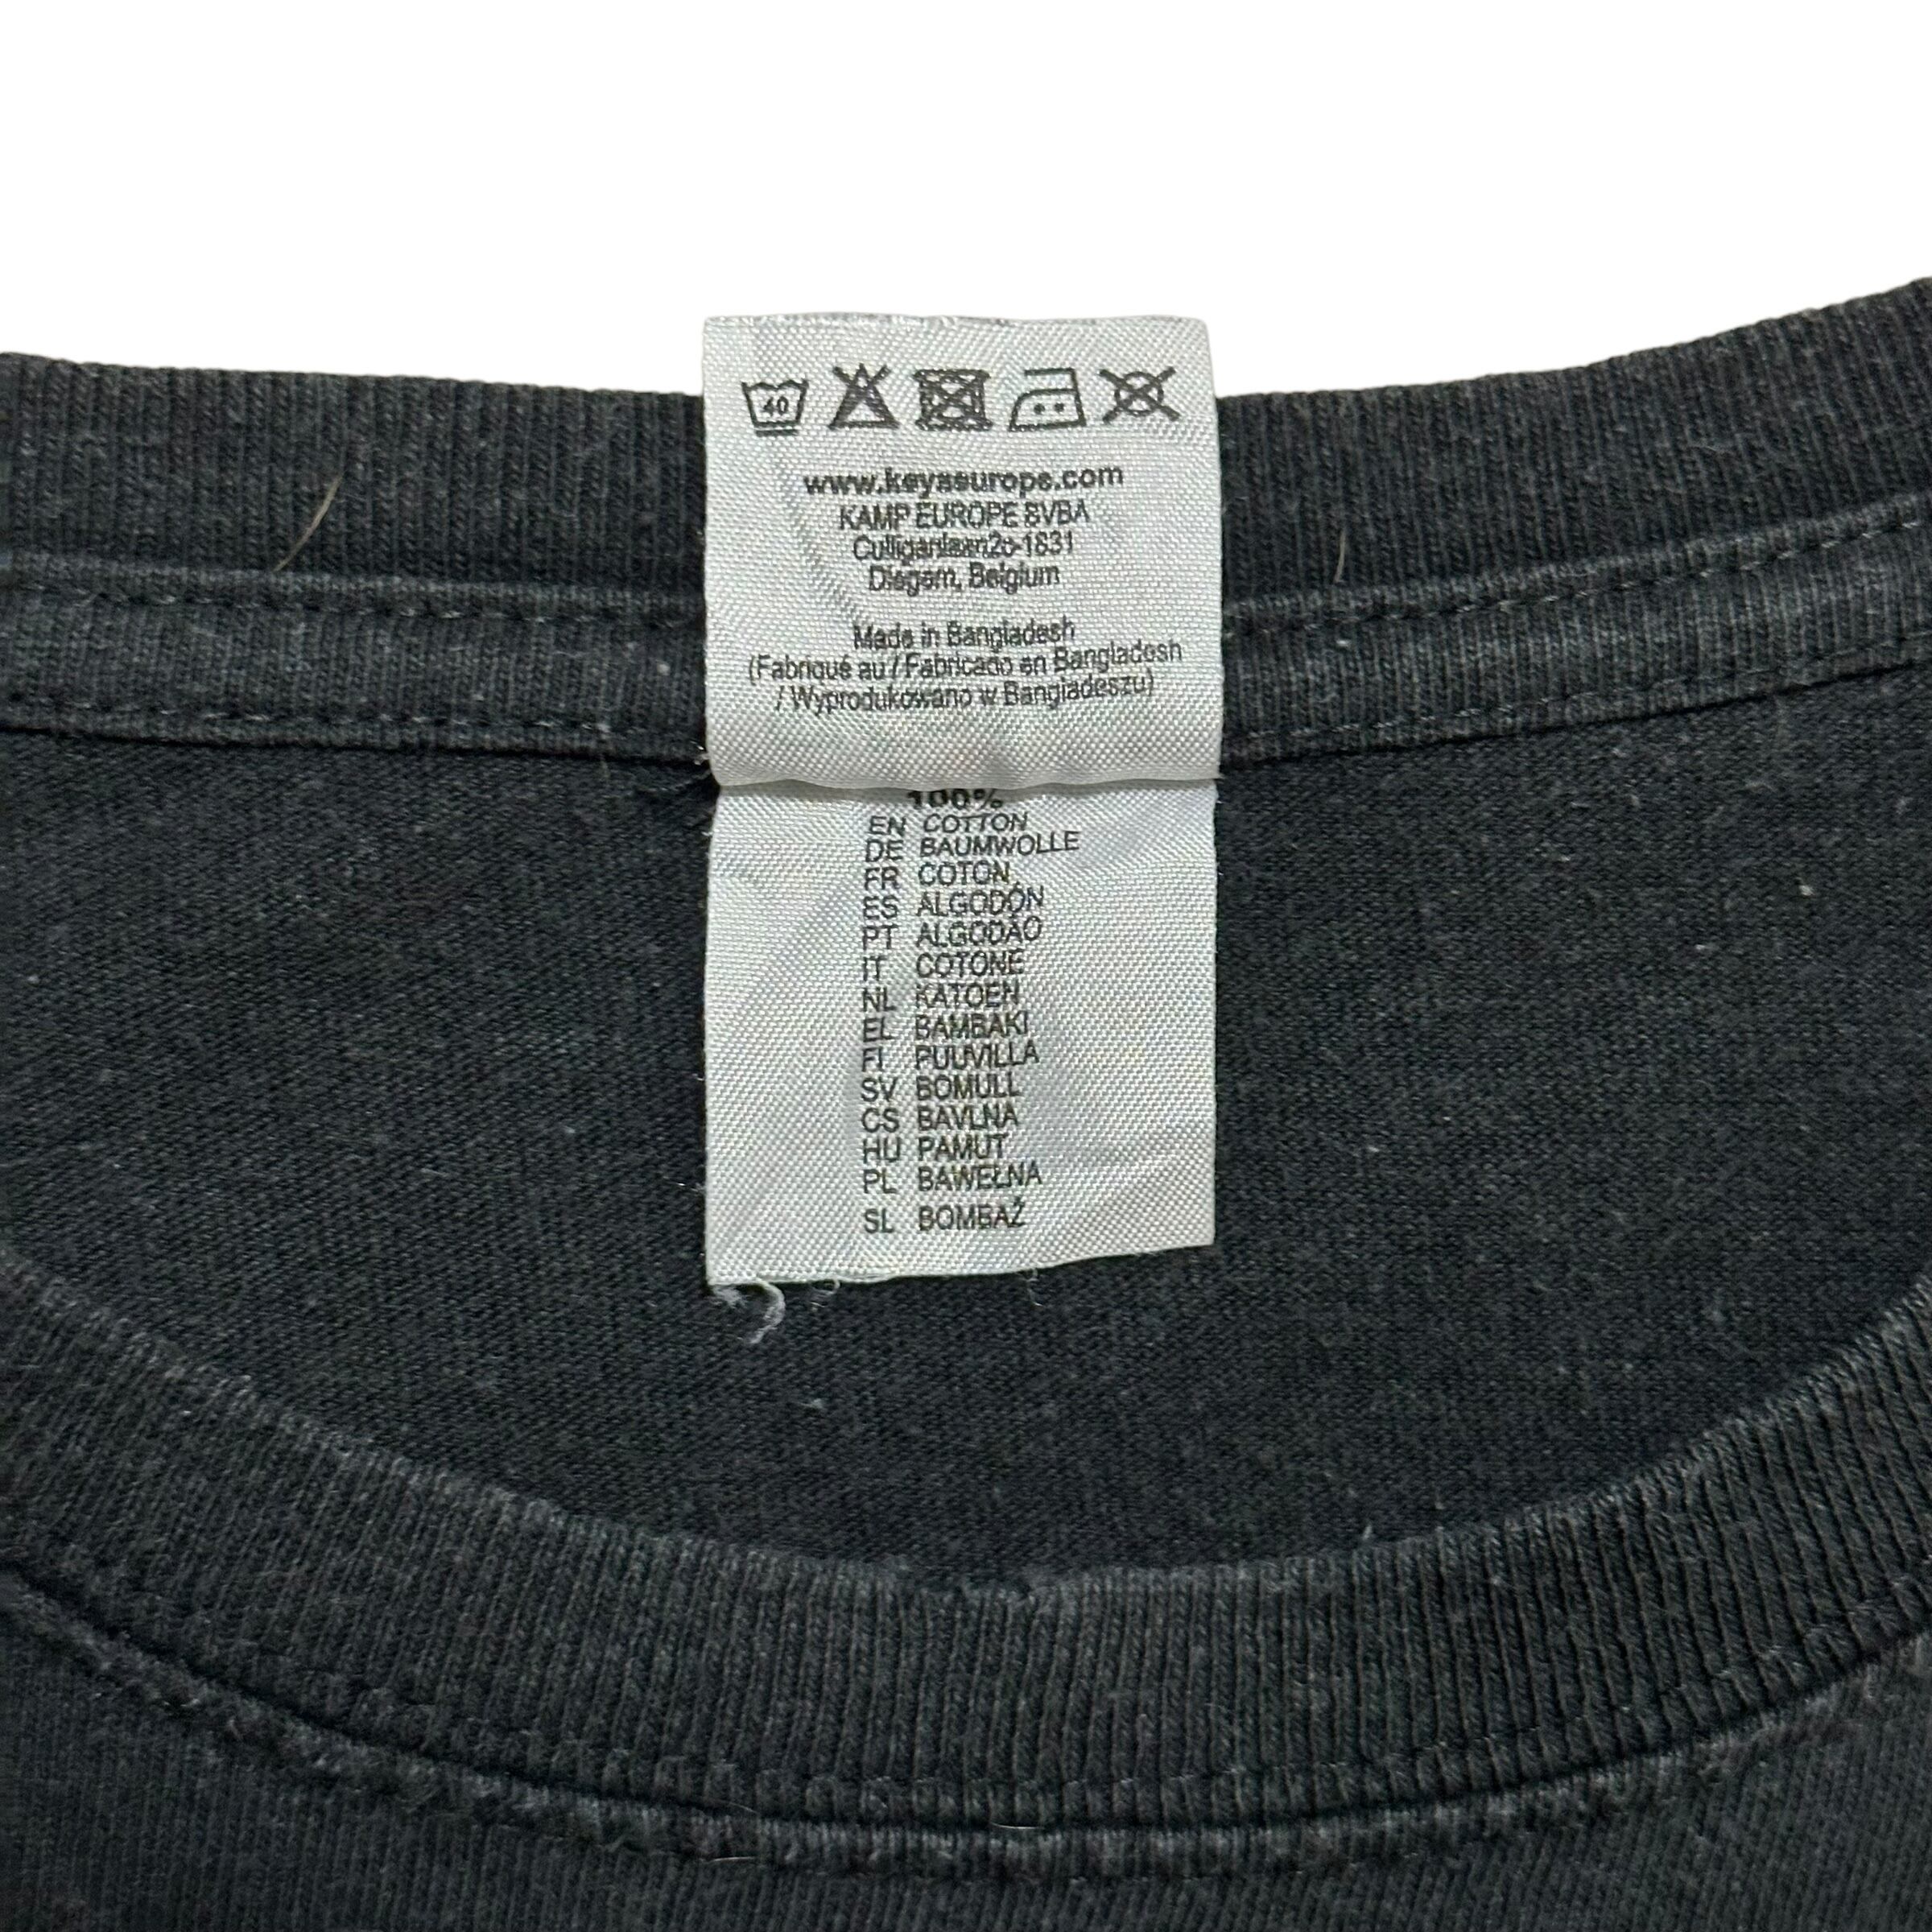 40
www.keyaeurope.com
KAMP EUROPE BVBA
Culliganlaan2c-1831
Diegem, Belgium
Made in Bangladesh
(Fabriqué au / Fabricado en Bangladesh
/ Wyprodukowano w Bangladeszu)
100%
EN COTTON
DE BAUMWOLLE
FR COTON
ES ALGODÓN
PT ALGODÃO
IT COTONE
NL KATOEN
EL BAMBAKI
FI PUUVILLA
SV BOMULL
CS BAVLNA
HU PAMUT
PL BAWEŁNA
SL BOMBAŽ